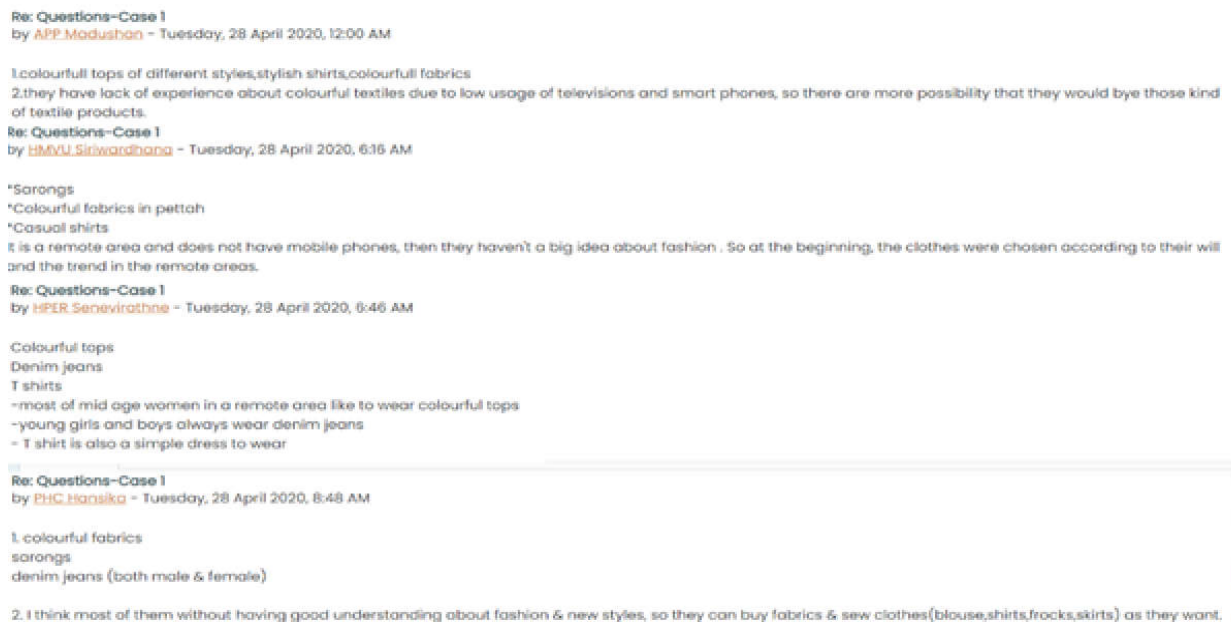 Re: Questions-Case 1
by APP Madushan - Tuesday, 28 April 2020, 12:00 AM
1.colourfull tops of different styles,stylish shirts,colourfull fabrics
2.they have lack of experience about colourful textiles due to low usage of televisions and smart phones, so there are more possibility that they would bye those kind
of textile products.
Re: Questions-Case 1
by HMVU Siriwardhana - Tuesday, 28 April 2020, 6:16 AM
*Sarongs
*Colourful fabrics in pettah
*Casual shirts
It is a remote area and does not have mobile phones, then they haven't a big idea about fashion . So at the beginning, the clothes were chosen according to their will
and the trend in the remote areas.
Re: Questions-Case 1
by HPER Senevirathne - Tuesday, 28 April 2020, 6:46 AM
Colourful tops
Denim jeans
T shirts
-most of mid age women in a remote area like to wear colourful tops
-young girls and boys always wear denim jeans
- T shirt is also a simple dress to wear
Re: Questions-Case 1
by PHC Hansika - Tuesday, 28 April 2020, 8:48 AM
1. colourful fabrics
sarongs
denim jeans (both male & female)
2. I think most of them without having good understanding about fashion & new styles, so they can buy fabrics & sew clothes(blouse,shirts,frocks,skirts) as they want.